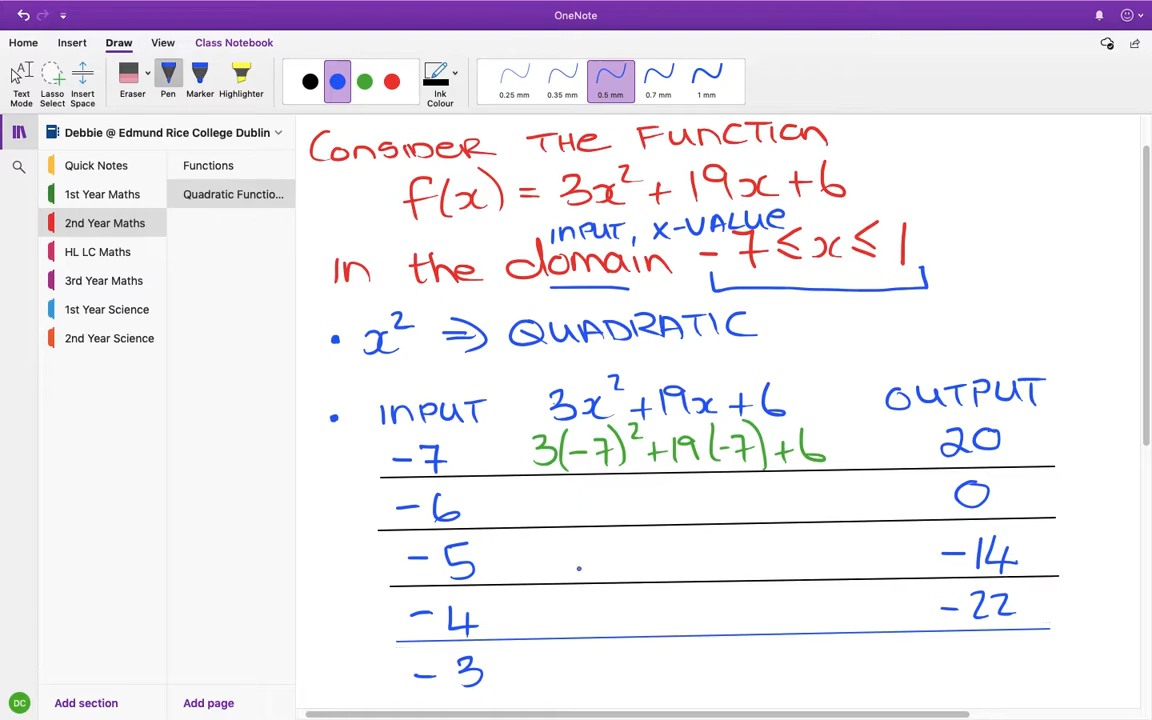 OneNote
Home Insert Draw View Class Notebook
Text Mode Lasso Select Insert Space Eraser Pen Marker Highlighter Ink Colour 0.25 mm 0.35 mm 0.5 mm 0.7 mm 1 mm
Debbie @ Edmund Rice College Dublin
Quick Notes
1st Year Maths
2nd Year Maths
HL LC Maths
3rd Year Maths
1st Year Science
2nd Year Science
Functions
Quadratic Functio...
CONSIDER THE FUNCTION
f(x) = 3x² + 19x + 6
INPUT, X-VALUE
In the domain -7 ≤ x ≤ 1
• x² ⇒ QUADRATIC
• INPUT 3x² + 19x + 6 OUTPUT
-7 3(-7)² + 19(-7) + 6 20
-6 0
-5 -14
-4 -22
-3
DC Add section Add page